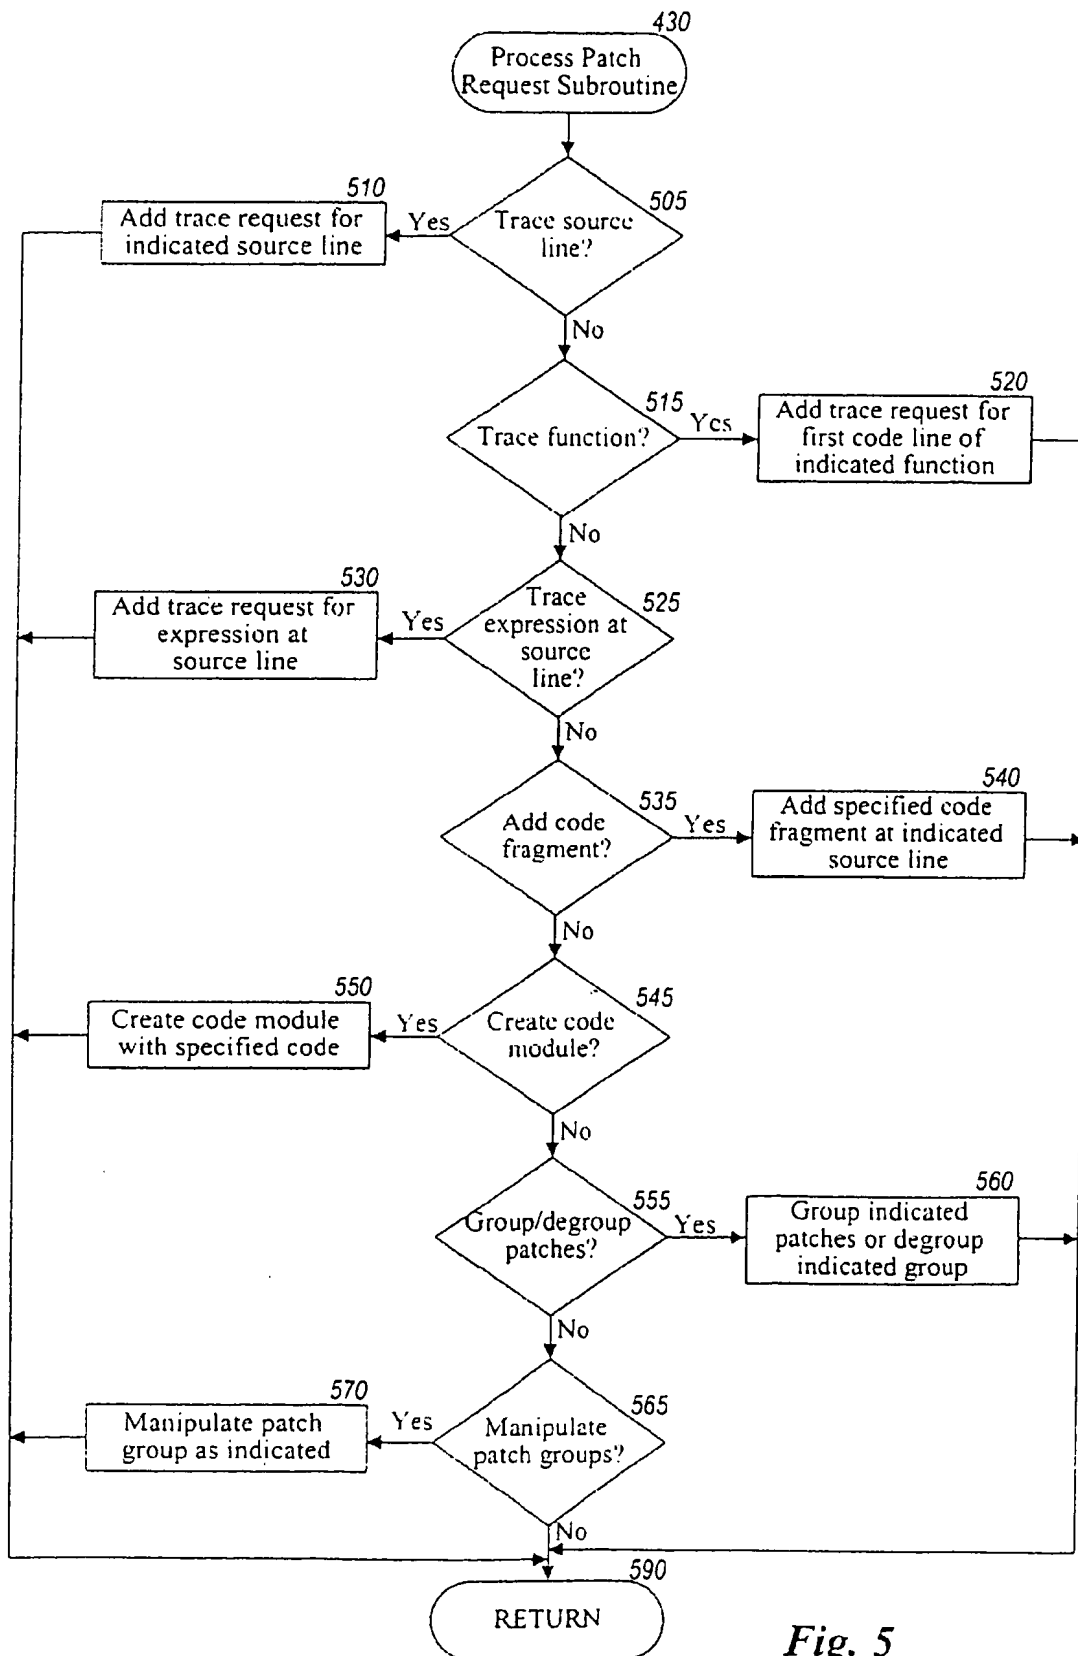 430
Process Patch
Request Subroutine
505
Trace source
line?
Yes
510
Add trace request for
indicated source line
No
515
Trace function?
Yes
520
Add trace request for
first code line of
indicated function
No
525
Trace
expression at
source
line?
Yes
530
Add trace request for
expression at
source line
No
535
Add code
fragment?
Yes
540
Add specified code
fragment at indicated
source line
No
545
Create code
module?
Yes
550
Create code module
with specified code
No
555
Group/degroup
patches?
Yes
560
Group indicated
patches or degroup
indicated group
No
565
Manipulate
patch groups?
Yes
570
Manipulate patch
group as indicated
No
590
RETURN
Fig. 5